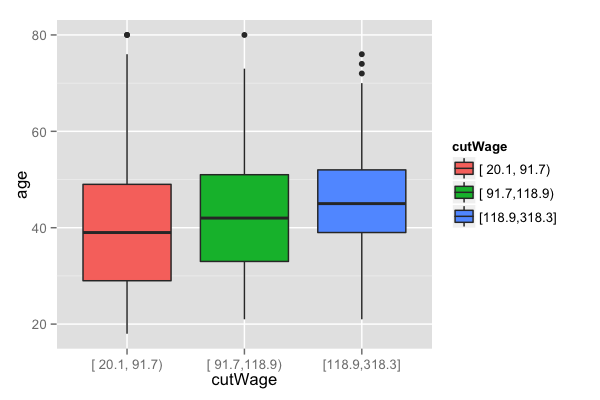 80
60
40
20
age
[ 20.1, 91.7)
[ 91.7,118.9)
[118.9,318.3]
cutWage
cutWage
[ 20.1, 91.7)
[ 91.7,118.9)
[118.9,318.3]